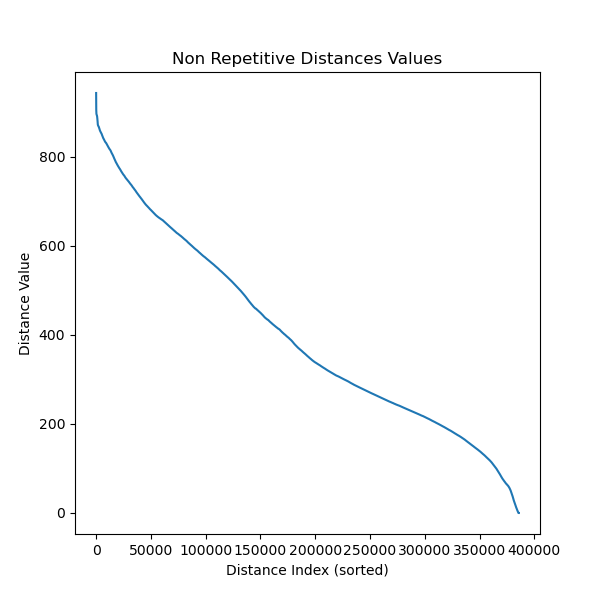 Non Repetitive Distances Values
Distance Value
800
600
400
200
0
0 50000 100000 150000 200000 250000 300000 350000 400000
Distance Index (sorted)